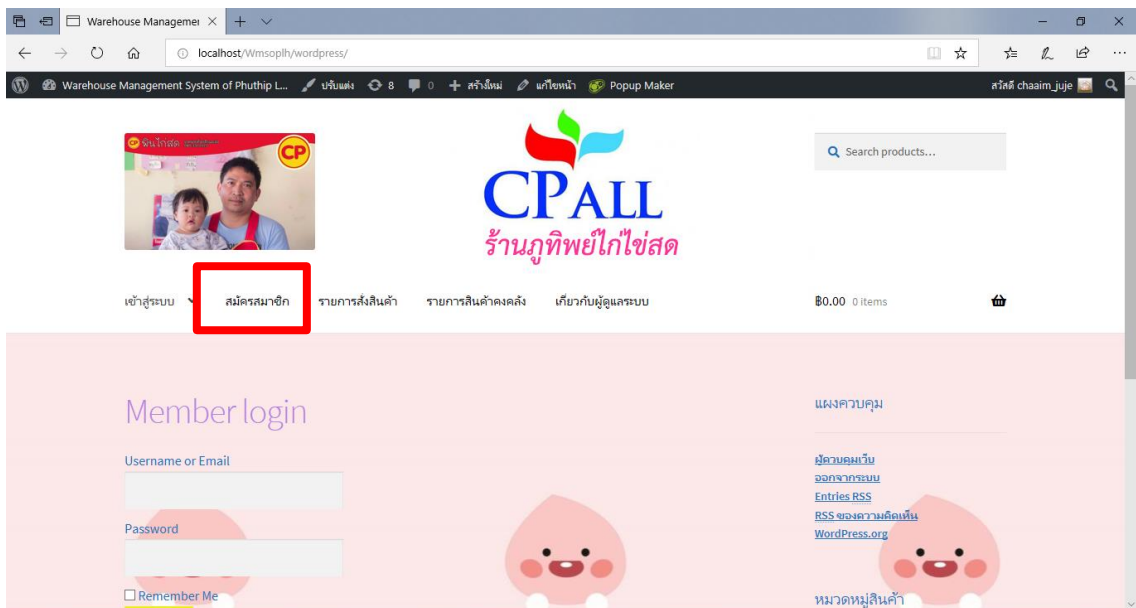 Warehouse Managemer
localhost/Wmsoplh/wordpress/
Warehouse Management System of Phuthip L... ปรับแต่ง 8 0 สร้างใหม่ แก้ไขหน้า Popup Maker สวัสดี chaaim_juje
CP
Search products...
CPALL
ร้านภูทิพย์ไก่ไข่สด
เข้าสู่ระบบ สมัครสมาชิก รายการสั่งสินค้า รายการสินค้าคงคลัง เกี่ยวกับผู้ดูแลระบบ ฿0.00 0 items
Member login
Username or Email
Password
Remember Me
แผงควบคุม
ผู้ควบคุมเว็บ
ออกจากระบบ
Entries RSS
RSS ของความคิดเห็น
WordPress.org
หมวดหมู่สินค้า